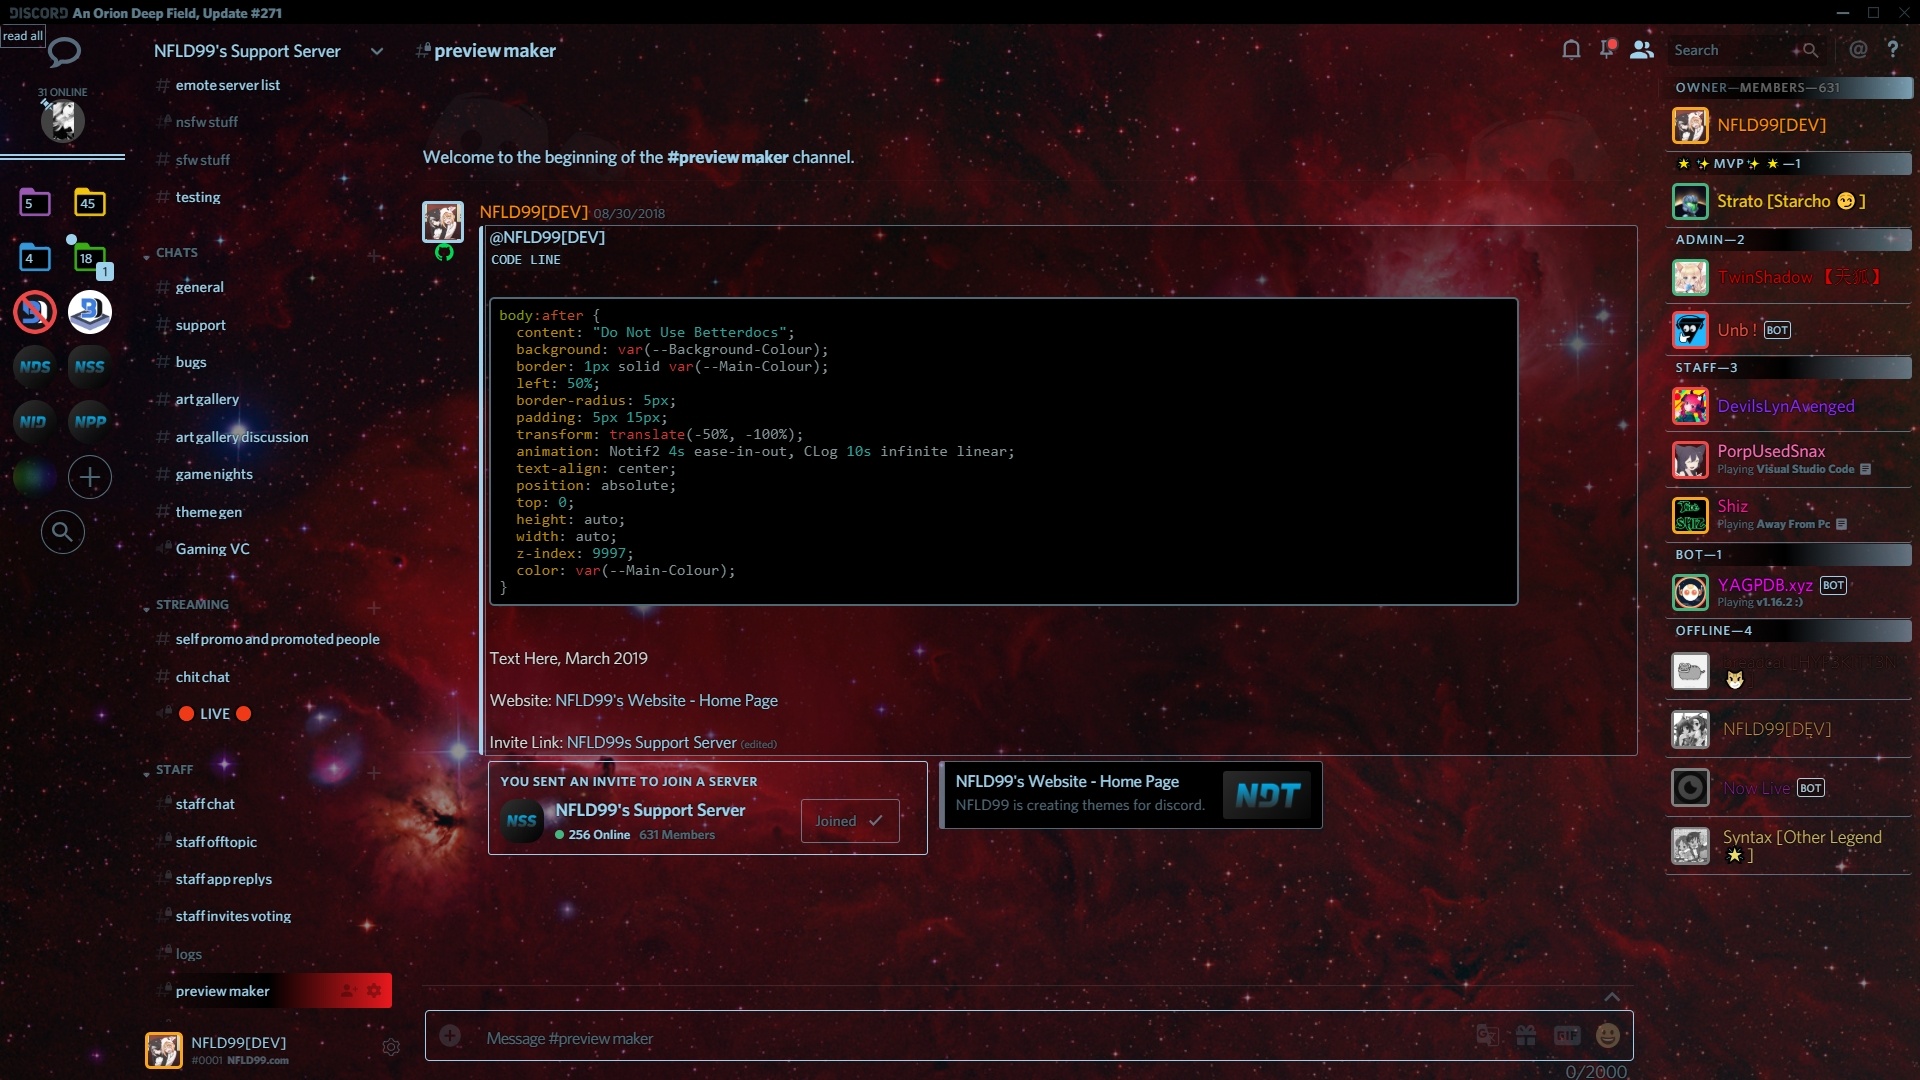 DISCORD An Orion Deep Field, Update #271
read all
31 ONLINE
5
45
4
18
1
NDS
NSS
NID
NPP
NFLD99's Support Server
emote server list
nsfw stuff
sfw stuff
testing
CHATS
general
support
bugs
art gallery
art gallery discussion
game nights
theme gen
Gaming VC
STREAMING
self promo and promoted people
chit chat
LIVE
STAFF
staff chat
staff offtopic
staff app replys
staff invites voting
logs
preview maker
NFLD99[DEV]
#0001 NFLD99.com
preview maker
Search
Welcome to the beginning of the #preview maker channel.
NFLD99[DEV] 08/30/2018
@NFLD99[DEV]
CODE LINE
body:after {
content: "Do Not Use Betterdocs";
background: var(--Background-Colour);
border: 1px solid var(--Main-Colour);
left: 50%;
border-radius: 5px;
padding: 5px 15px;
transform: translate(-50%, -100%);
animation: Notif2 4s ease-in-out, CLog 10s infinite linear;
text-align: center;
position: absolute;
top: 0;
height: auto;
width: auto;
z-index: 9997;
color: var(--Main-Colour);
}
Text Here, March 2019
Website: NFLD99's Website - Home Page
Invite Link: NFLD99s Support Server (edited)
YOU SENT AN INVITE TO JOIN A SERVER
NSS
NFLD99's Support Server
256 Online 631 Members
Joined
NFLD99's Website - Home Page
NFLD99 is creating themes for discord.
NDT
Message #preview maker
GIF
0/2000
OWNER—MEMBERS—631
NFLD99[DEV]
🌟 ✨ MVP ✨ 🌟 —1
Strato [Starcho 😏 ]
ADMIN—2
TwinShadow 【天狐】
Unb ! BOT
STAFF—3
DevilsLynAvenged
PorpUsedSnax
Playing Visual Studio Code
Shiz
Playing Away From Pc
BOT—1
YAGPDB.xyz BOT
Playing v1.16.2 :)
OFFLINE—4
NFLD99[DEV]
Now Live BOT
Syntax [Other Legend
🌟 ]